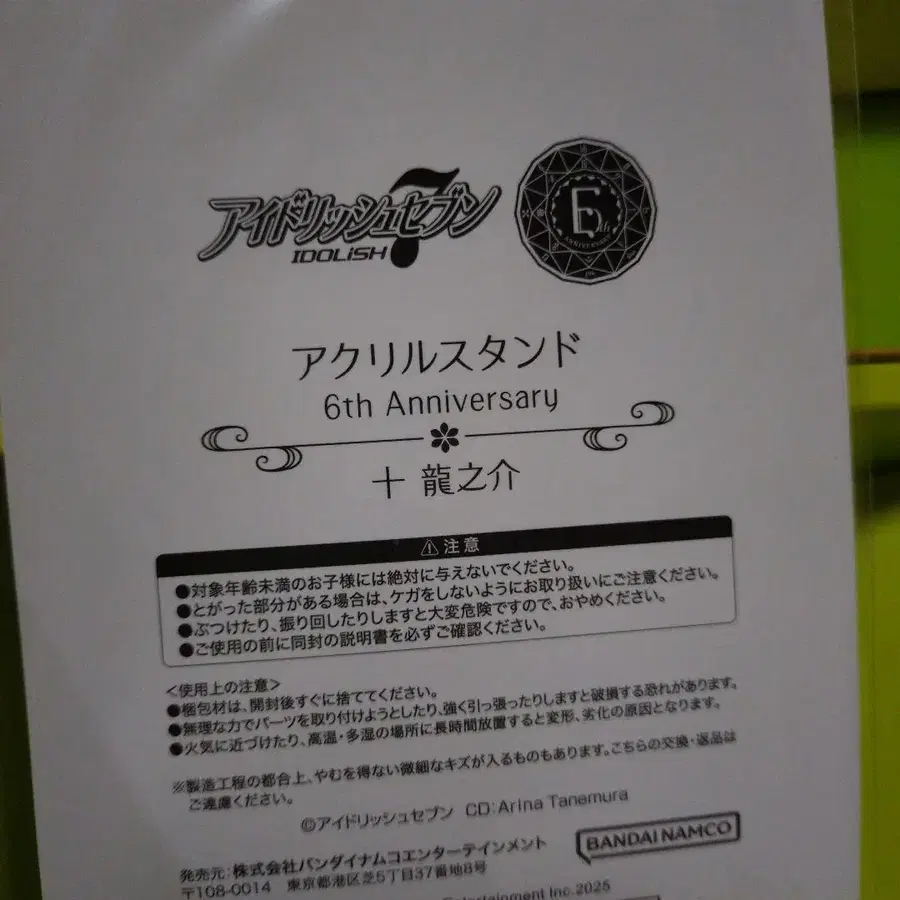 アイドリッシュセブン
IDOLiSH7
ANNIVERSARY
アクリルスタンド
6th Anniversary
十 龍之介
⚠注意
●対象年齢未満のお子様には絶対に与えないでください。
●とがった部分がある場合は、ケガをしないようにお取り扱いにご注意ください。
●ぶつけたり、振り回したりしますと大変危険ですので、おやめください。
●ご使用の前に同封の説明書を必ずご確認ください。
<使用上の注意>
●梱包材は、開封後すぐに捨ててください。
●無理な力でパーツを取り付けようとしたり、強く引っ張ったりしますと破損する恐れがあります。
●火気に近づけたり、高温・多湿の場所に長時間放置すると変形、劣化の原因となります。
※製造工程の都合上、やむを得ない微細なキズが入るものもあります。こちらの交換・返品は
ご遠慮ください。
©アイドリッシュセブン CD:Arina Tanemura
発売元:株式会社バンダイナムコエンターテインメント
〒108-0014 東京都港区芝5丁目37番地8号
BANDAI NAMCO
Entertainment Inc.2025